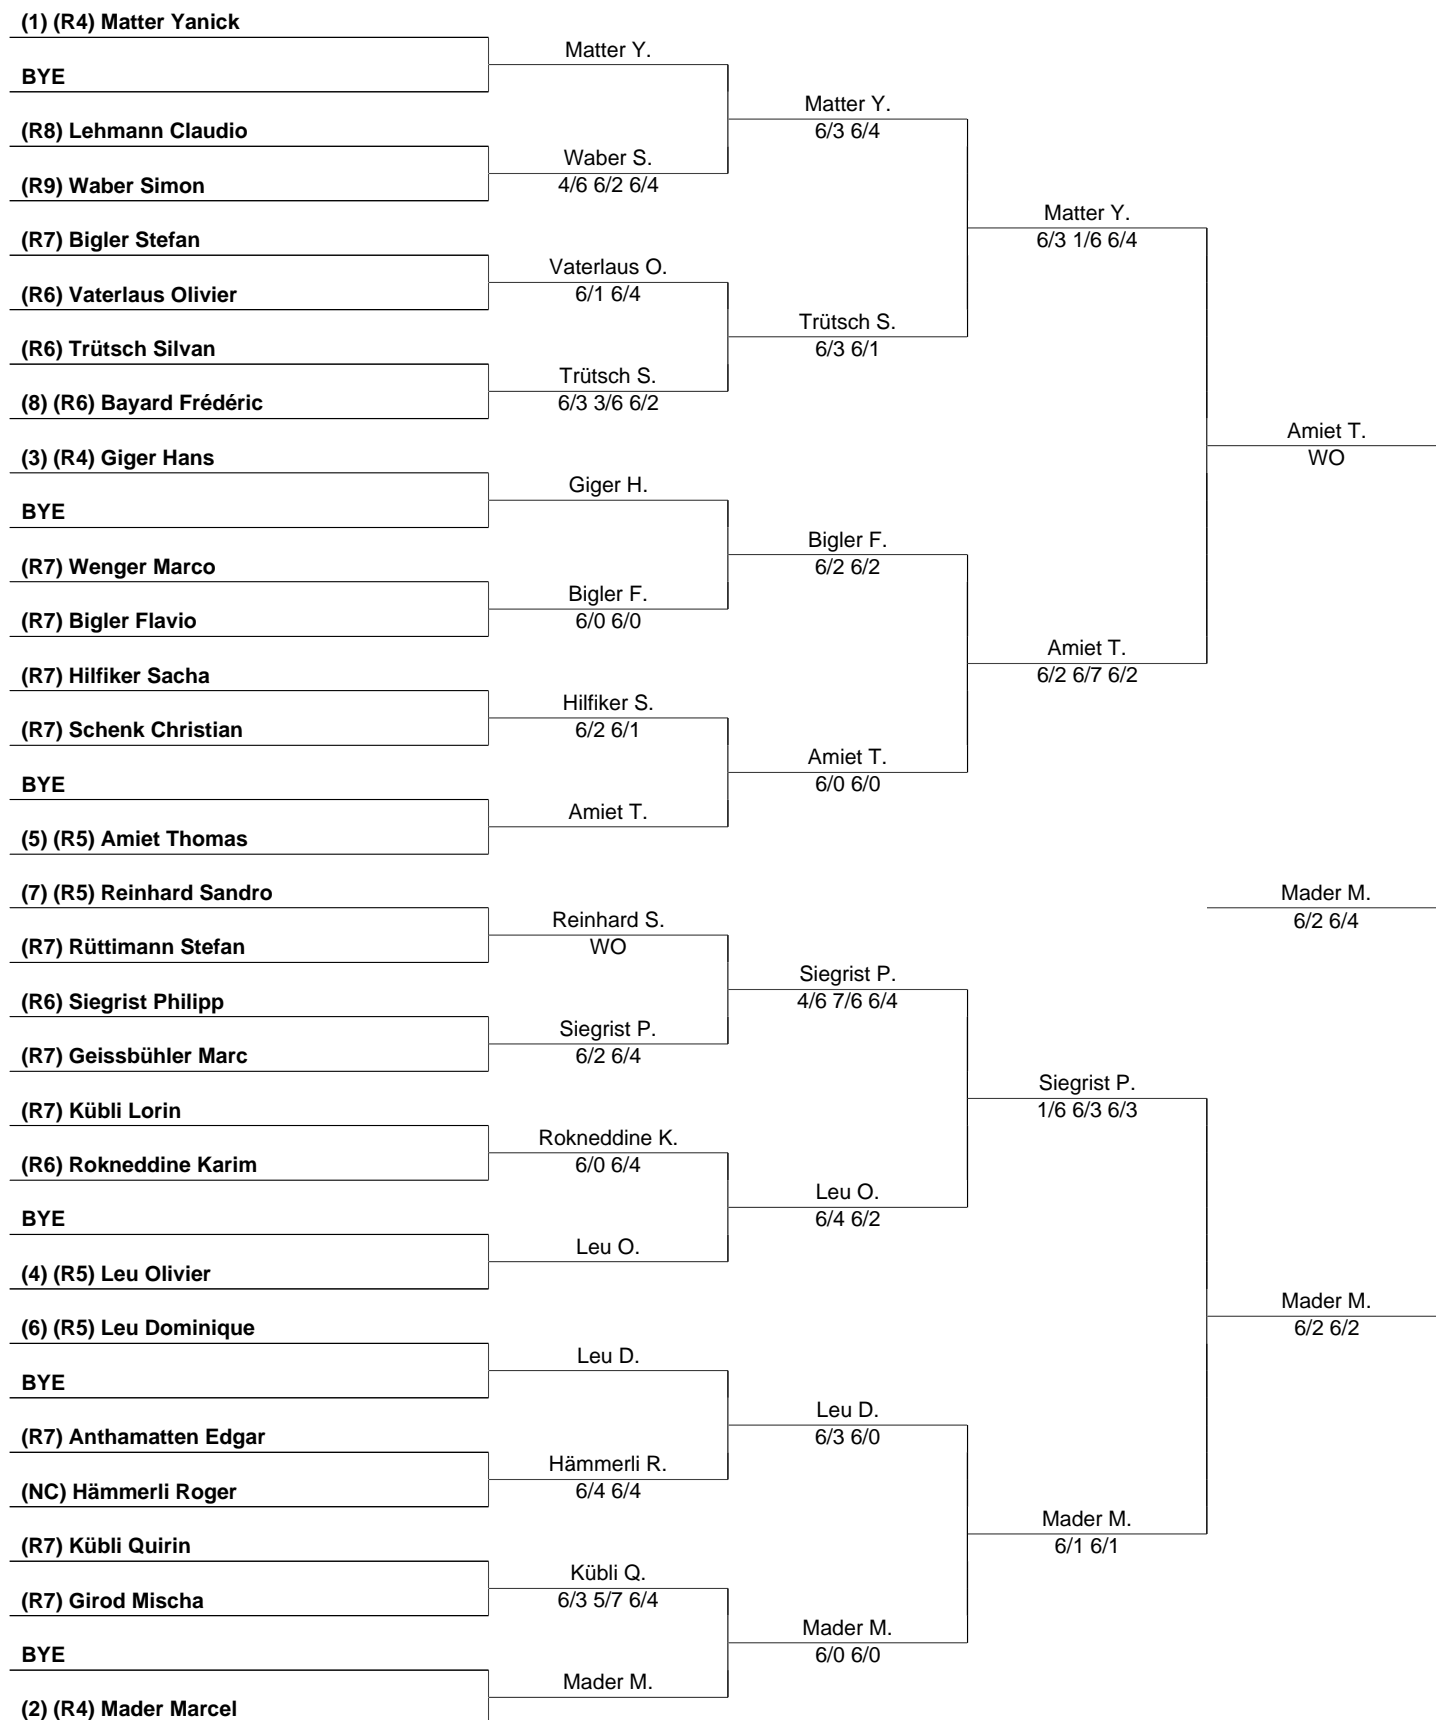 (1) (R4) Matter Yanick
Matter Y.
BYE
Matter Y.
6/3 6/4
(R8) Lehmann Claudio
Waber S.
4/6 6/2 6/4
(R9) Waber Simon
Matter Y.
6/3 1/6 6/4
(R7) Bigler Stefan
Vaterlaus O.
6/1 6/4
(R6) Vaterlaus Olivier
Trütsch S.
6/3 6/1
(R6) Trütsch Silvan
Trütsch S.
6/3 3/6 6/2
(8) (R6) Bayard Frédéric
Amiet T.
WO
(3) (R4) Giger Hans
Giger H.
BYE
Bigler F.
6/2 6/2
(R7) Wenger Marco
Bigler F.
6/0 6/0
(R7) Bigler Flavio
Amiet T.
6/2 6/7 6/2
(R7) Hilfiker Sacha
Hilfiker S.
6/2 6/1
(R7) Schenk Christian
Amiet T.
6/0 6/0
BYE
Amiet T.
(5) (R5) Amiet Thomas
(7) (R5) Reinhard Sandro
Mader M.
6/2 6/4
Reinhard S.
WO
(R7) Rüttimann Stefan
Siegrist P.
4/6 7/6 6/4
(R6) Siegrist Philipp
Siegrist P.
6/2 6/4
(R7) Geissbühler Marc
Siegrist P.
1/6 6/3 6/3
(R7) Kübli Lorin
Rokneddine K.
6/0 6/4
(R6) Rokneddine Karim
Leu O.
6/4 6/2
BYE
Leu O.
(4) (R5) Leu Olivier
Mader M.
6/2 6/2
(6) (R5) Leu Dominique
Leu D.
BYE
Leu D.
6/3 6/0
(R7) Anthamatten Edgar
Hämmerli R.
6/4 6/4
(NC) Hämmerli Roger
Mader M.
6/1 6/1
(R7) Kübli Quirin
Kübli Q.
6/3 5/7 6/4
(R7) Girod Mischa
Mader M.
6/0 6/0
BYE
Mader M.
(2) (R4) Mader Marcel